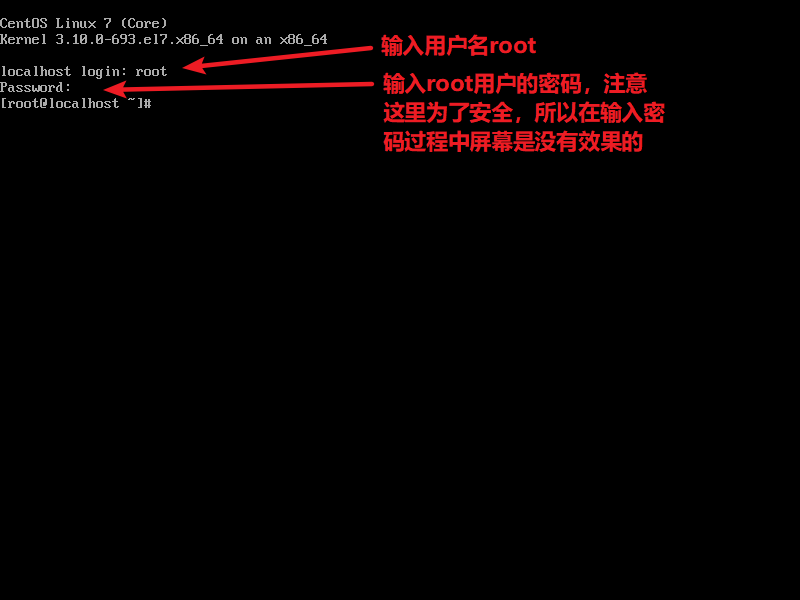 CentOS Linux 7 (Core)
Kernel 3.10.0-693.el7.x86_64 on an x86_64
localhost login: root
Password:
[root@localhost ~]#
输入用户名root
输入root用户的密码，注意
这里为了安全，所以在输入密
码过程中屏幕是没有效果的